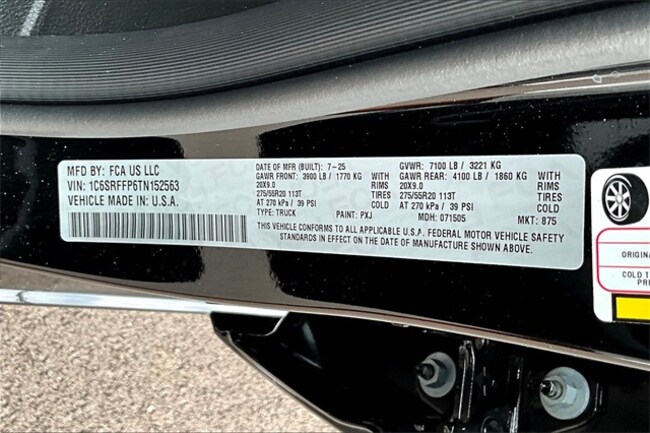 MFD BY: FCA US LLC
VIN: 1C6SRFFP6TN152563
VEHICLE MADE IN U.S.A.
DATE OF MFR (BUILT): 7-25 GVWR: 7100 LB / 3221 KG
GAWR FRONT: 3900 LB / 1770 KG WITH GAWR REAR: 4100 LB / 1860 KG WITH
20X9.0 RIMS 20X9.0 RIMS
275/55R20 113T TIRES 275/55R20 113T TIRES
AT 270 kPa / 39 PSI COLD AT 270 kPa / 39 PSI COLD
TYPE: TRUCK PAINT: PXJ MDH: 071505 MKT: 875
THIS VEHICLE CONFORMS TO ALL APPLICABLE U.S.P. FEDERAL MOTOR VEHICLE SAFETY
STANDARDS IN EFFECT ON THE DATE OF MANUFACTURE SHOWN ABOVE.
ORIGINA
COLD T
PRES